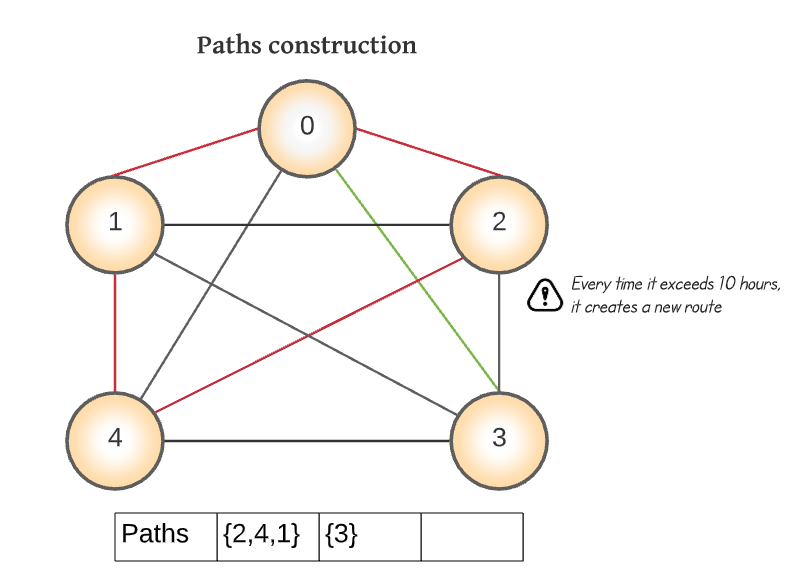 Paths construction
0
1
2
Every time it exceeds 10 hours,
it creates a new route
4
3
Paths {2,4,1} {3}